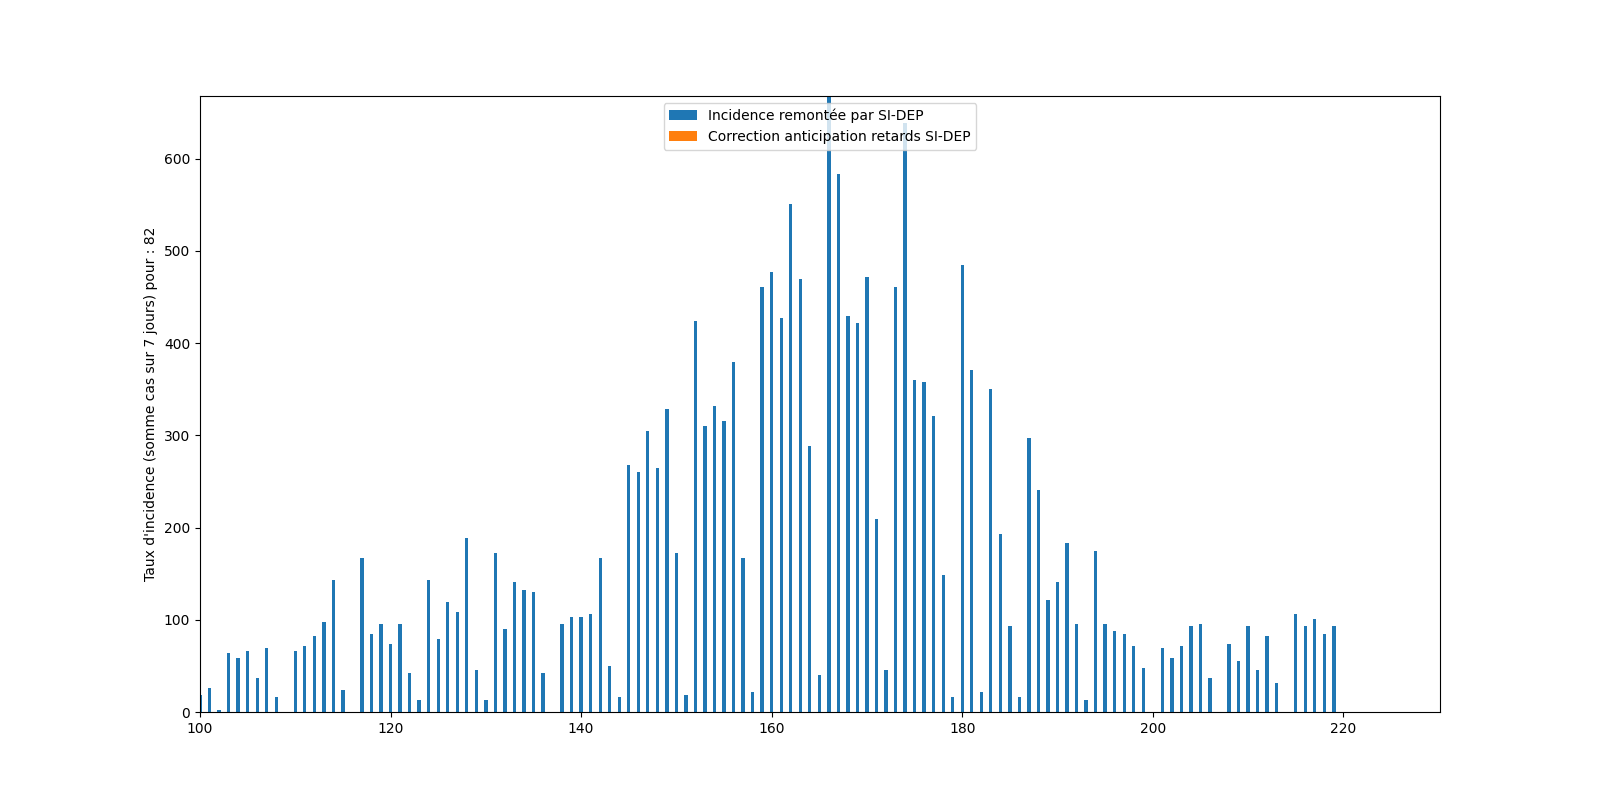 Incidence remontée par SI-DEP
Correction anticipation retards SI-DEP
Taux d'incidence (somme cas sur 7 jours) pour : 82
600
500
400
300
200
100
0
100 120 140 160 180 200 220